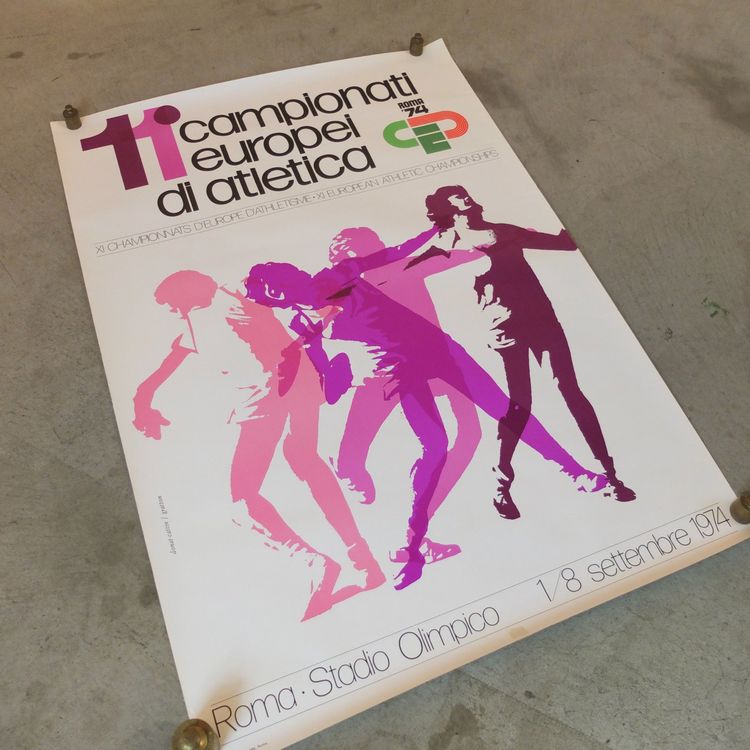 11° campionati
europei
di atletica
ROMA
'74
XI CHAMPIONNATS D'EUROPE D'ATHLETISME • XI EUROPEAN ATHLETIC CHAMPIONSHIPS
Roma • Stadio Olimpico 1/8 settembre 1974